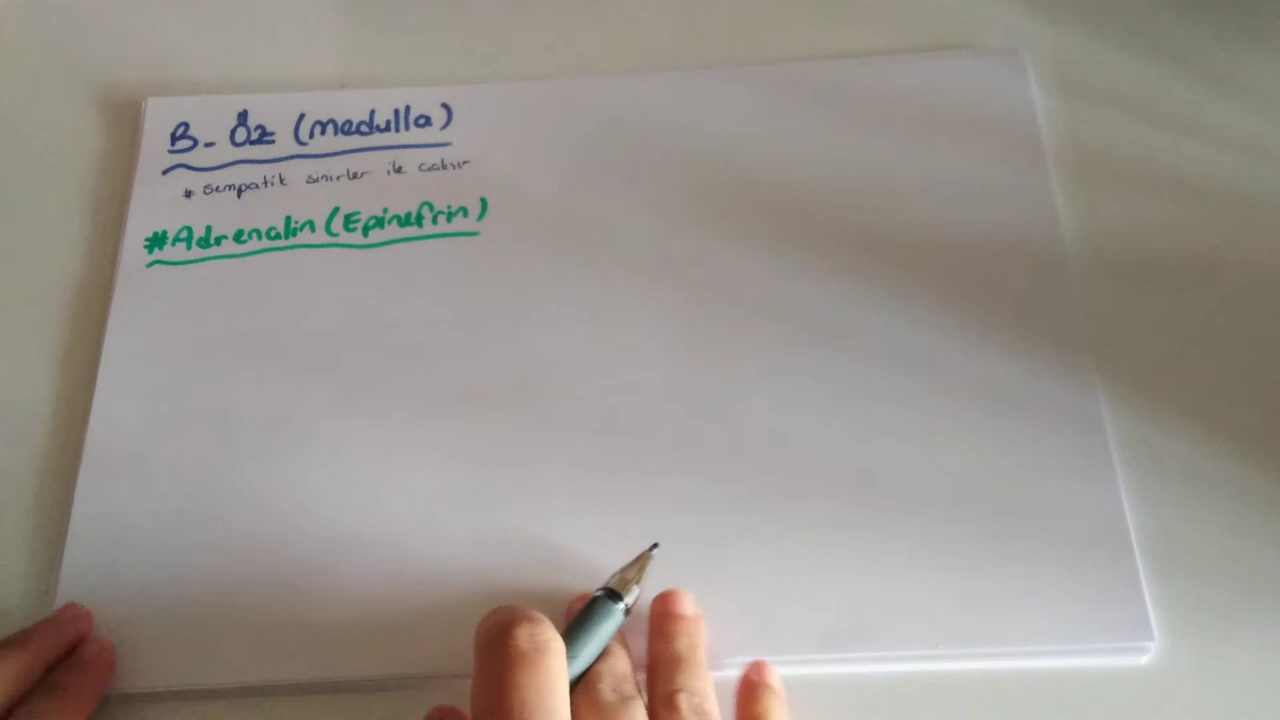 B- Öz (medulla)
# Sempatik sinirler ile çalışır
#Adrenalin (Epinefrin)